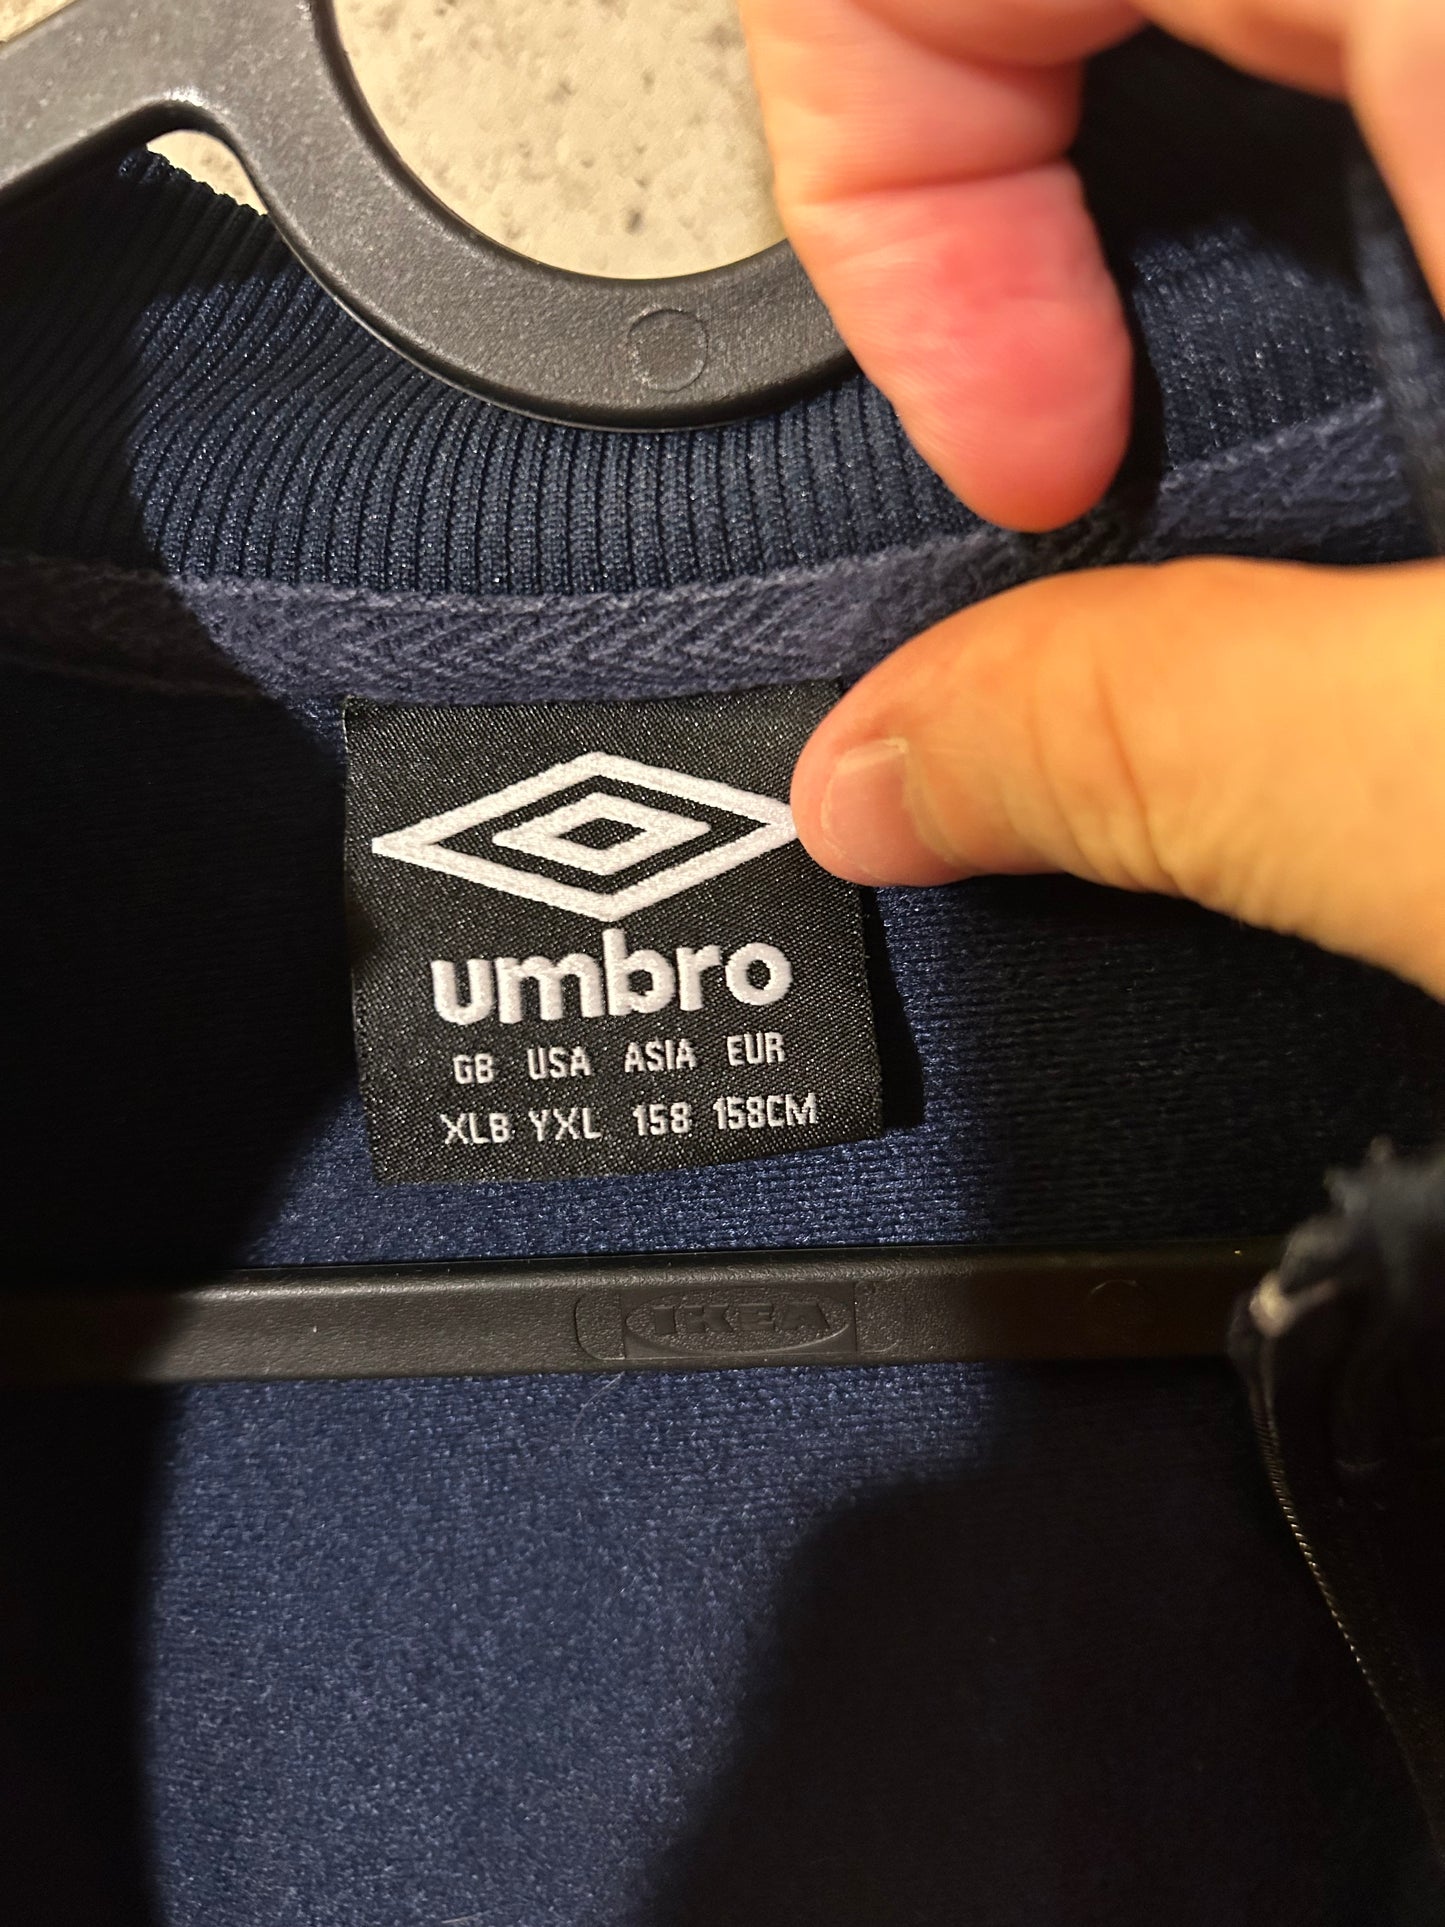 umbro
GB USA ASIA EUR
XLB YXL 158 158CM
IKEA